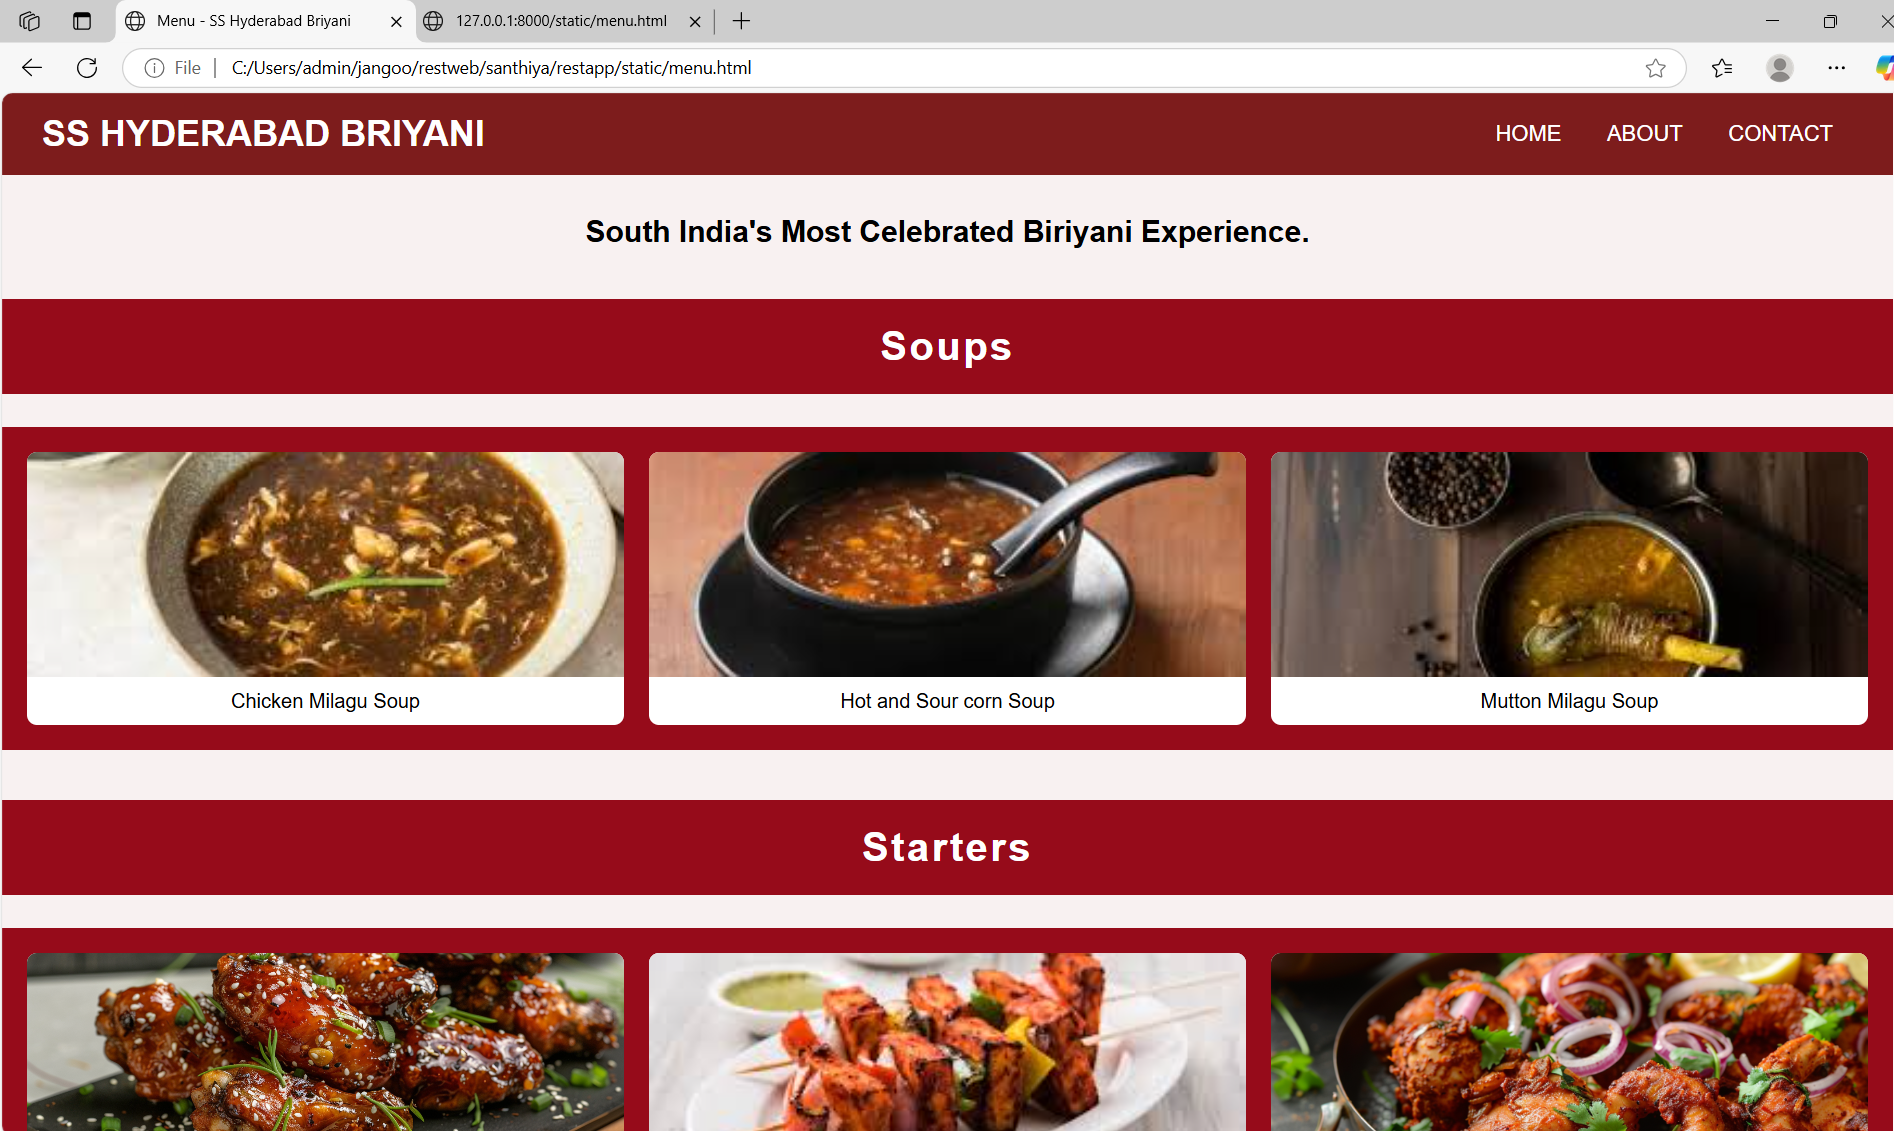 Menu - SS Hyderabad Briyani
127.0.0.1:8000/static/menu.html
File
C:/Users/admin/jangoo/restweb/santhiya/restapp/static/menu.html
SS HYDERABAD BRIYANI
HOME ABOUT CONTACT
South India's Most Celebrated Biriyani Experience.
Soups
Chicken Milagu Soup
Hot and Sour corn Soup
Mutton Milagu Soup
Starters